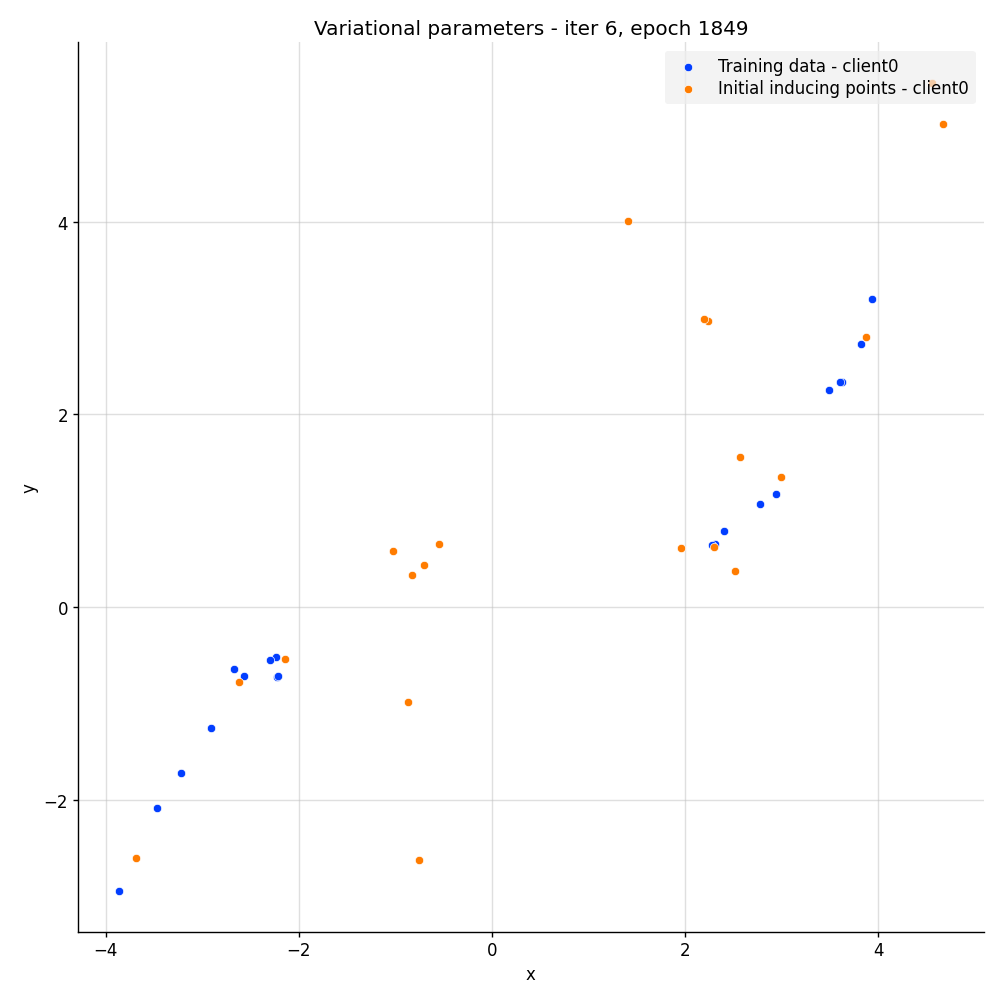 Variational parameters - iter 6, epoch 1849
Training data - client0
Initial inducing points - client0
4
2
0
−2
y
−4
−2
0
2
4
x